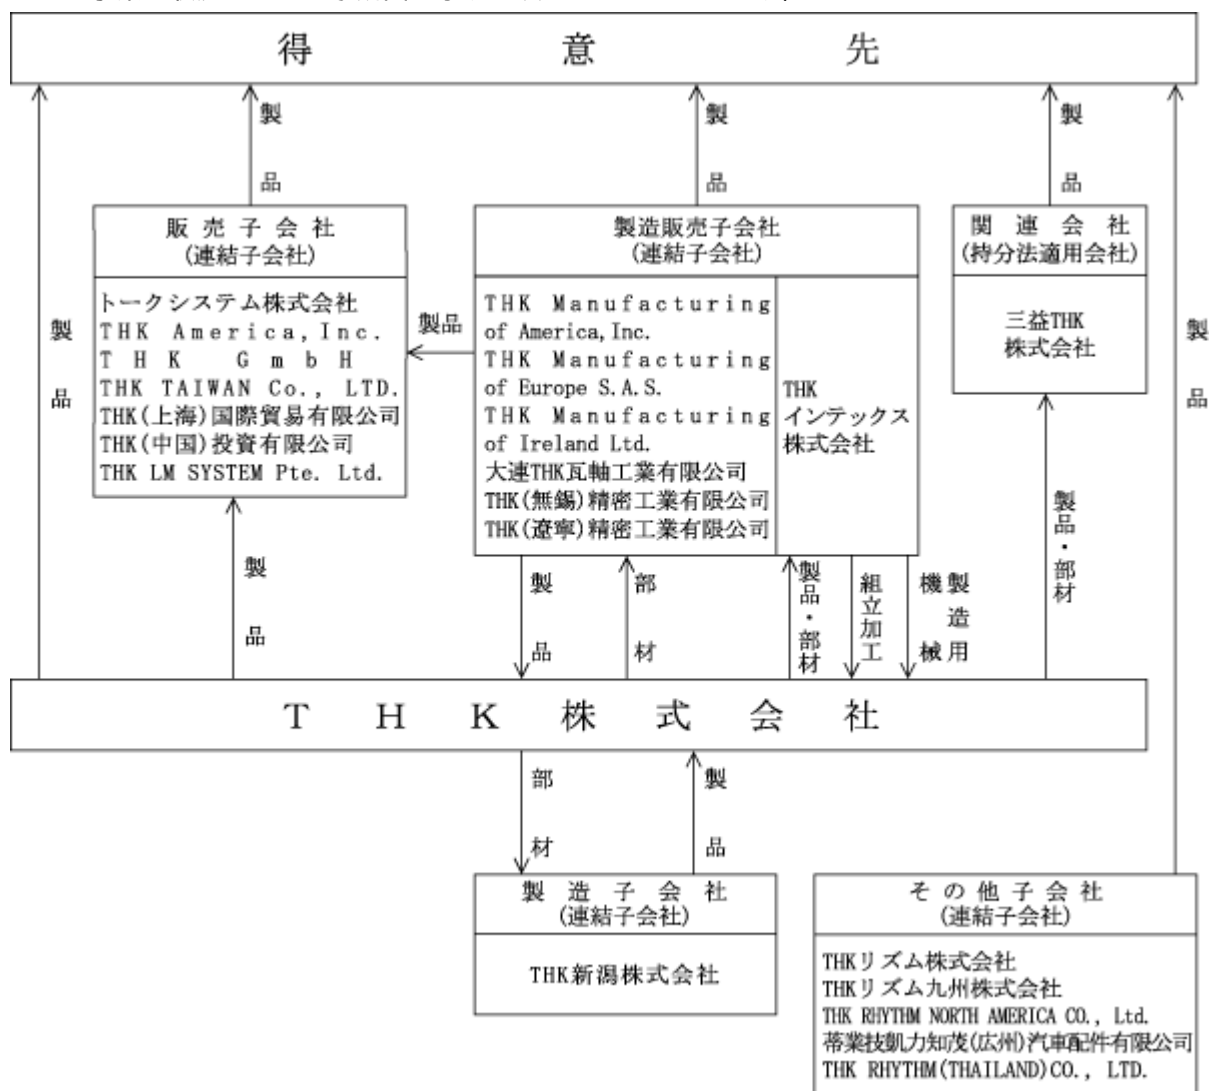 得意先
製品
製品
製品
製品
製品
販売子会社
(連結子会社)
トークシステム株式会社
THK America,Inc.
THK GmbH
THK TAIWAN Co., LTD.
THK(上海)国際貿易有限公司
THK(中国)投資有限公司
THK LM SYSTEM Pte. Ltd.
製品
製造販売子会社
(連結子会社)
THK Manufacturing
of America,Inc.
THK Manufacturing
of Europe S.A.S.
THK Manufacturing
of Ireland Ltd.
大連THK瓦軸工業有限公司
THK(無錫)精密工業有限公司
THK(遼寧)精密工業有限公司
THK
インテックス
株式会社
関連会社
(持分法適用会社)
三益THK
株式会社
製品
製品
部材
製品・部材
組立加工
製造用
機械
製品・部材
THK株式会社
部材
製品
製造子会社
(連結子会社)
THK新潟株式会社
その他子会社
(連結子会社)
THKリズム株式会社
THKリズム九州株式会社
THK RHYTHM NORTH AMERICA CO., Ltd.
蒂業技凱力知茂(広州)汽車配件有限公司
THK RHYTHM(THAILAND)CO., LTD.